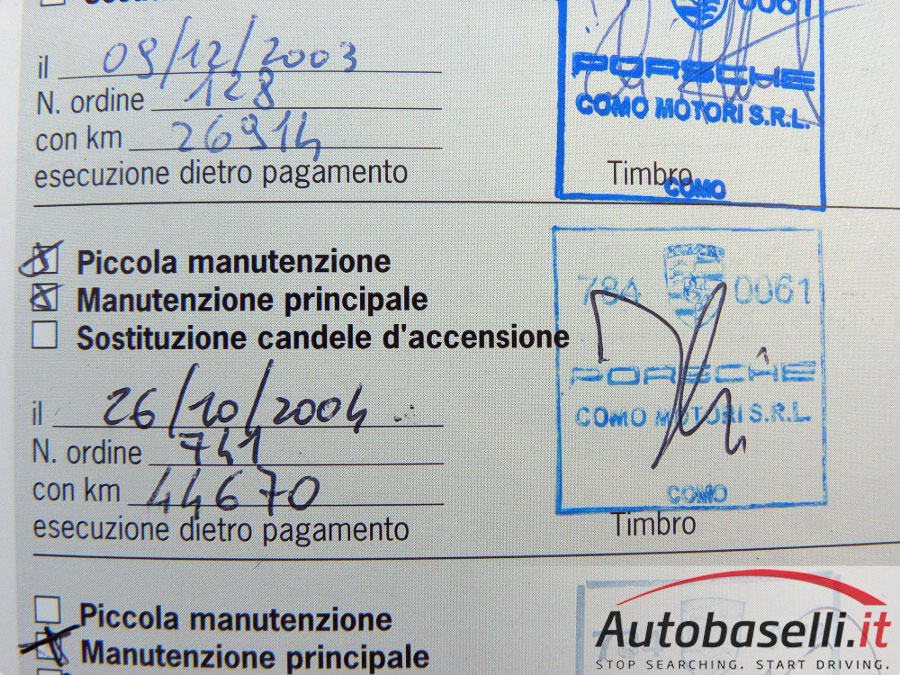 0061
il 09/12/2003
N. ordine 128
con km 26914
esecuzione dietro pagamento
PORSCHE
COMO MOTORI S.R.L.
Timbro
COMO
Piccola manutenzione
Manutenzione principale
Sostituzione candele d'accensione
il 26/10/2004
N. ordine 741
con km 44670
esecuzione dietro pagamento
784 0061
PORSCHE
COMO MOTORI S.R.L.
COMO
Timbro
Piccola manutenzione
Manutenzione principale
Autobaselli.it
STOP SEARCHING. START DRIVING.